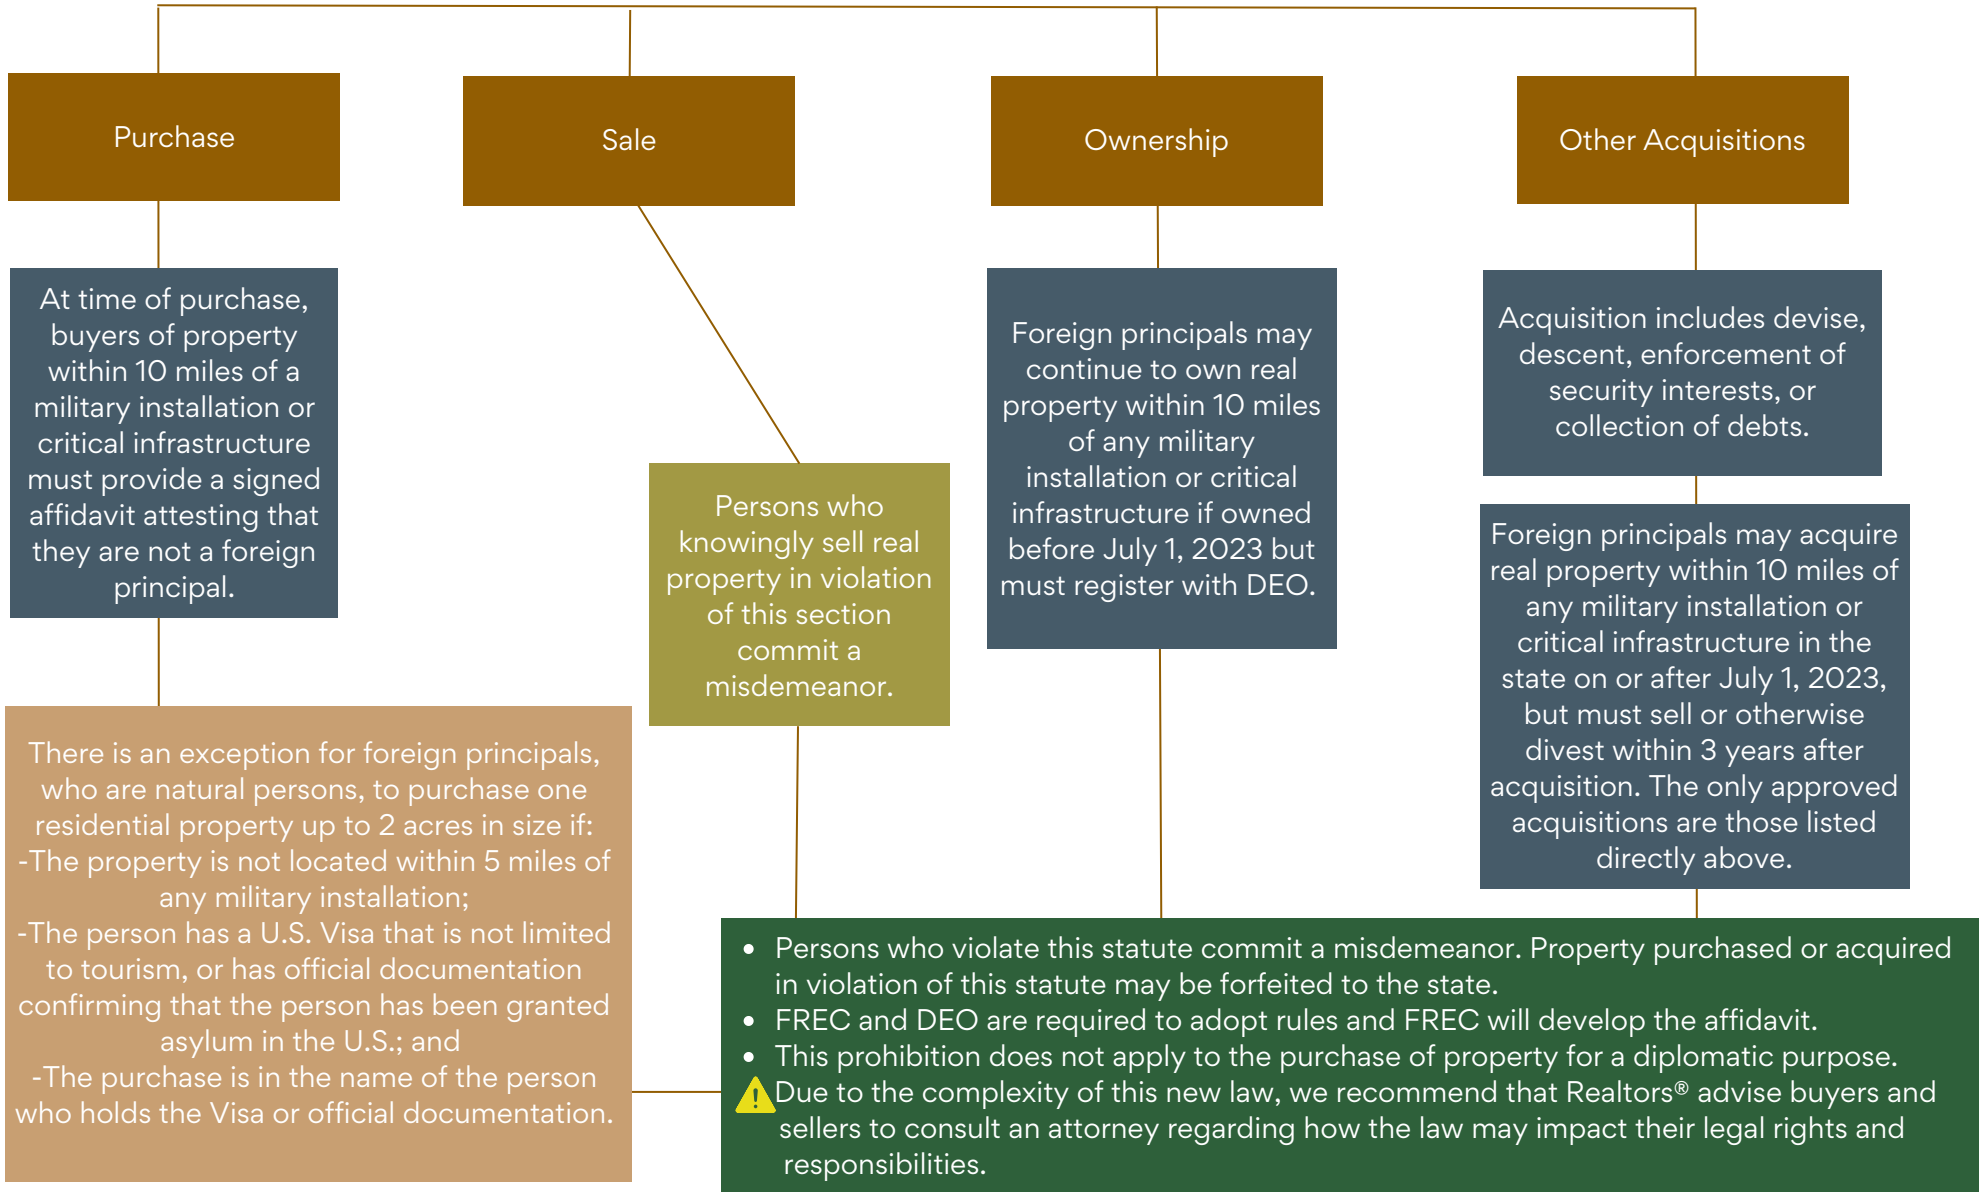 Purchase
Sale
Ownership
Other Acquisitions
At time of purchase,
buyers of property
within 10 miles of a
military installation or
critical infrastructure
must provide a signed
affidavit attesting that
they are not a foreign
principal.
There is an exception for foreign principals,
who are natural persons, to purchase one
residential property up to 2 acres in size if:
-The property is not located within 5 miles of
any military installation;
-The person has a U.S. Visa that is not limited
to tourism, or has official documentation
confirming that the person has been granted
asylum in the U.S.; and
-The purchase is in the name of the person
who holds the Visa or official documentation.
Persons who
knowingly sell real
property in violation
of this section
commit a
misdemeanor.
Foreign principals may
continue to own real
property within 10 miles
of any military
installation or critical
infrastructure if owned
before July 1, 2023 but
must register with DEO.
Acquisition includes devise,
descent, enforcement of
security interests, or
collection of debts.
Foreign principals may acquire
real property within 10 miles of
any military installation or
critical infrastructure in the
state on or after July 1, 2023,
but must sell or otherwise
divest within 3 years after
acquisition. The only approved
acquisitions are those listed
directly above.
• Persons who violate this statute commit a misdemeanor. Property purchased or acquired
in violation of this statute may be forfeited to the state.
• FREC and DEO are required to adopt rules and FREC will develop the affidavit.
• This prohibition does not apply to the purchase of property for a diplomatic purpose.
Due to the complexity of this new law, we recommend that Realtors® advise buyers and
sellers to consult an attorney regarding how the law may impact their legal rights and
responsibilities.